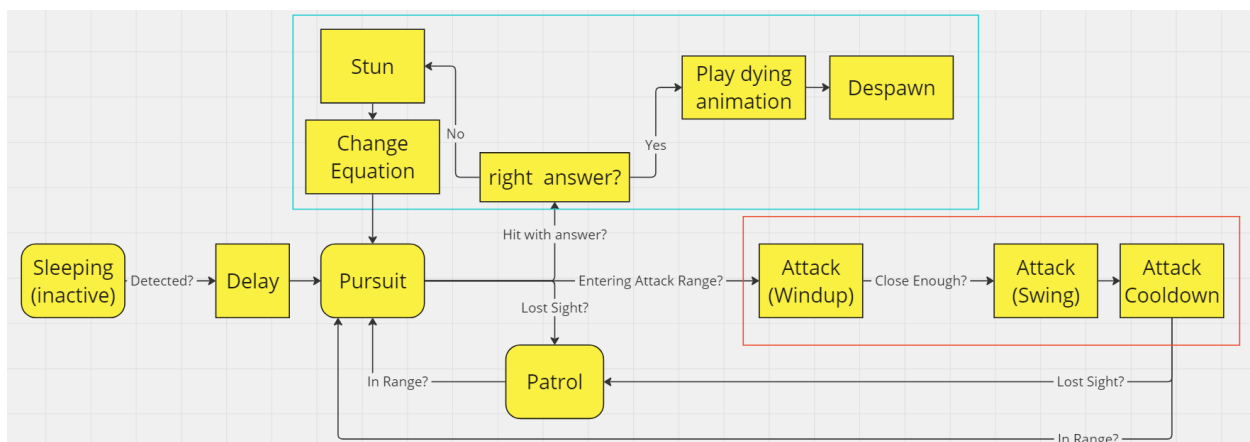 Stun
Play dying
animation
Despawn
No
Yes
Change
Equation
right answer?
Hit with answer?
Sleeping
(inactive)
Detected?
Delay
Pursuit
Entering Attack Range?
Attack
(Windup)
Close Enough?
Attack
(Swing)
Attack
Cooldown
Lost Sight?
In Range?
Patrol
Lost Sight?
In Range?